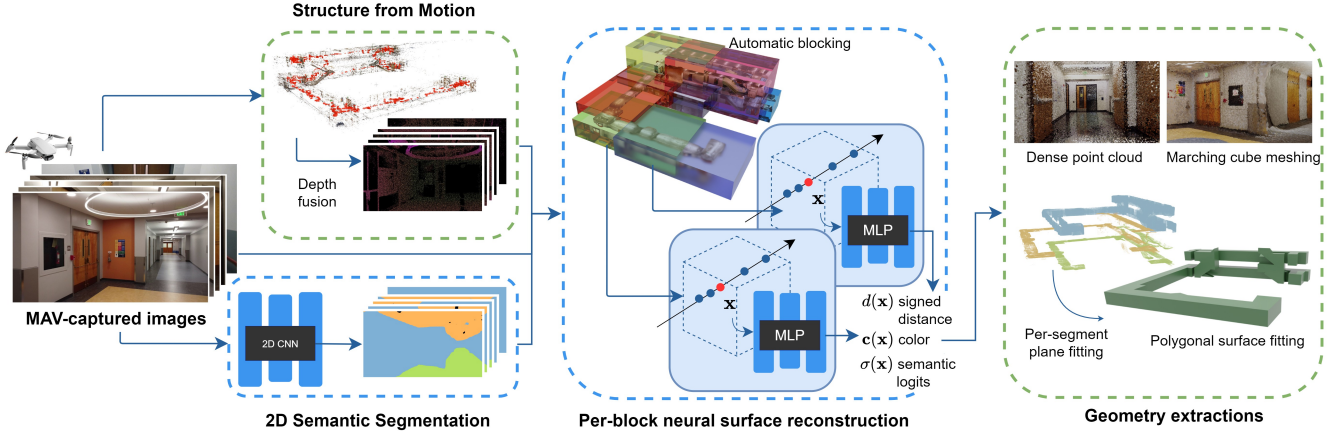 Structure from Motion
Depth
fusion
MAV-captured images
2D CNN
2D Semantic Segmentation
Automatic blocking
x
MLP
x
MLP
d(x) signed
distance
c(x) color
σ(x) semantic
logits
Per-block neural surface reconstruction
Dense point cloud
Marching cube meshing
Per-segment
plane fitting
Polygonal surface fitting
Geometry extractions